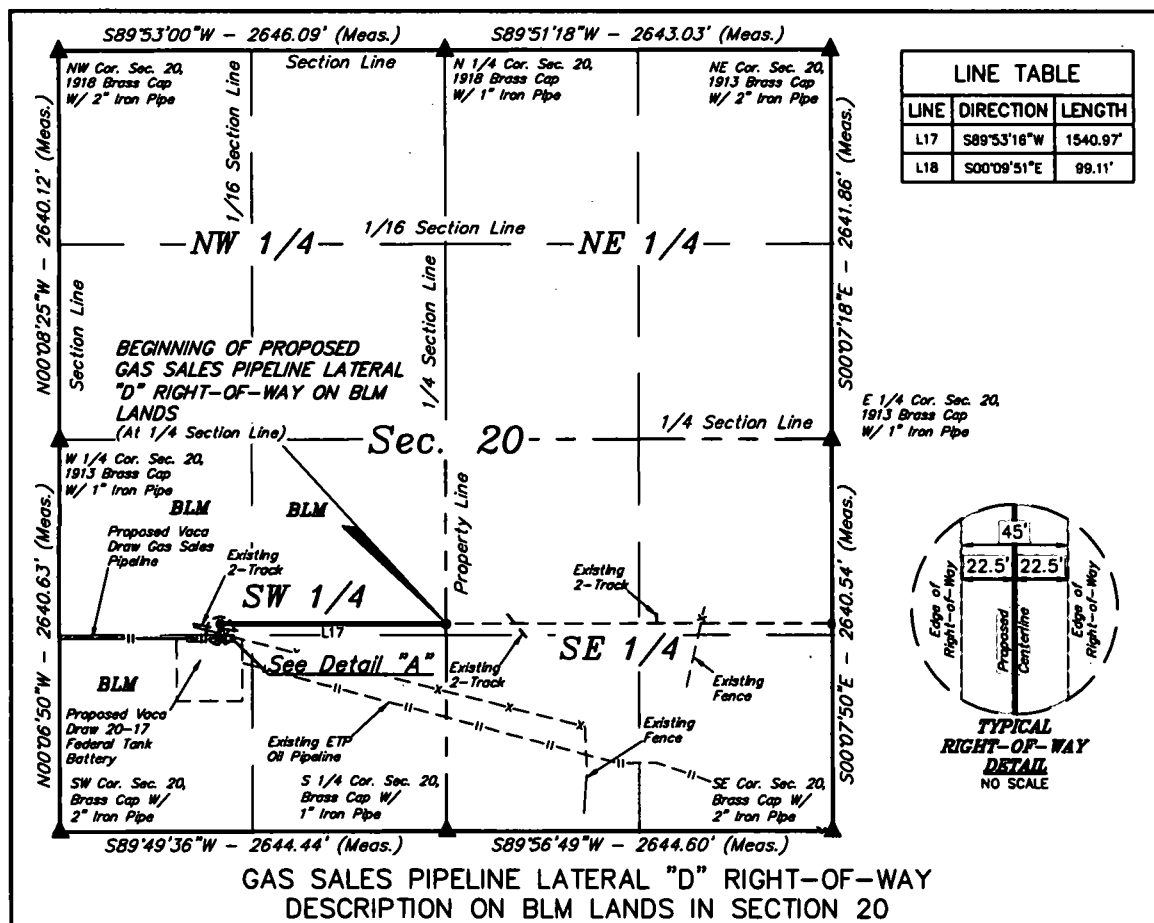 S89°53'00"W - 2646.09' (Meas.)
S89°51'18"W - 2643.03' (Meas.)
Section Line
NW Cor. Sec. 20,
1918 Brass Cap
W/ 2" Iron Pipe
N 1/4 Cor. Sec. 20,
1918 Brass Cap
W/ 1" Iron Pipe
NE Cor. Sec. 20,
1913 Brass Cap
W/ 2" Iron Pipe
LINE TABLE
LINE DIRECTION LENGTH
L17 S89°53'16"W 1540.97'
L18 S00°09'51"E 99.11'
N00°08'25"W - 2640.12' (Meas.)
Section Line
1/16 Section Line
1/16 Section Line
1/4 Section Line
S00°07'18"E - 2641.86' (Meas.)
NW 1/4
NE 1/4
BEGINNING OF PROPOSED
GAS SALES PIPELINE LATERAL
"D" RIGHT-OF-WAY ON BLM
LANDS
(At 1/4 Section Line)
Sec. 20
1/4 Section Line
E 1/4 Cor. Sec. 20,
1913 Brass Cap
W/ 1" Iron Pipe
W 1/4 Cor. Sec. 20,
1913 Brass Cap
W/ 1" Iron Pipe
BLM
BLM
Property Line
Proposed Vaca
Draw Gas Sales
Pipeline
Existing
2-Track
Existing
2-Track
N00°06'50"W - 2640.63' (Meas.)
S00°07'50"E - 2640.54' (Meas.)
SW 1/4
L17
SE 1/4
See Detail "A"
Existing
2-Track
Existing
Fence
BLM
Proposed Vaca
Draw 20-17
Federal Tank
Battery
Existing ETP
Oil Pipeline
Existing
Fence
SW Cor. Sec. 20,
Brass Cap W/
2" Iron Pipe
S 1/4 Cor. Sec. 20,
Brass Cap W/
1" Iron Pipe
SE Cor. Sec. 20,
Brass Cap W/
2" Iron Pipe
45'
22.5' 22.5'
Edge of
Right-of-Way
Proposed
Centerline
Edge of
Right-of-Way
TYPICAL
RIGHT-OF-WAY
DETAIL
NO SCALE
S89°49'36"W - 2644.44' (Meas.)
S89°56'49"W - 2644.60' (Meas.)
GAS SALES PIPELINE LATERAL "D" RIGHT-OF-WAY
DESCRIPTION ON BLM LANDS IN SECTION 20